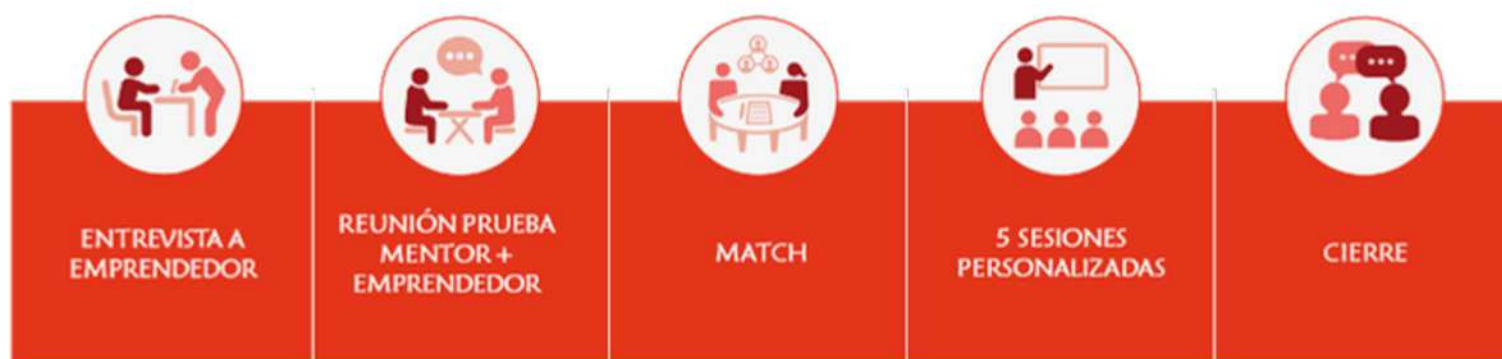 ENTREVISTA A
EMPRENDEDOR
REUNIÓN PRUEBA
MENTOR +
EMPRENDEDOR
MATCH
5 SESIONES
PERSONALIZADAS
CIERRE